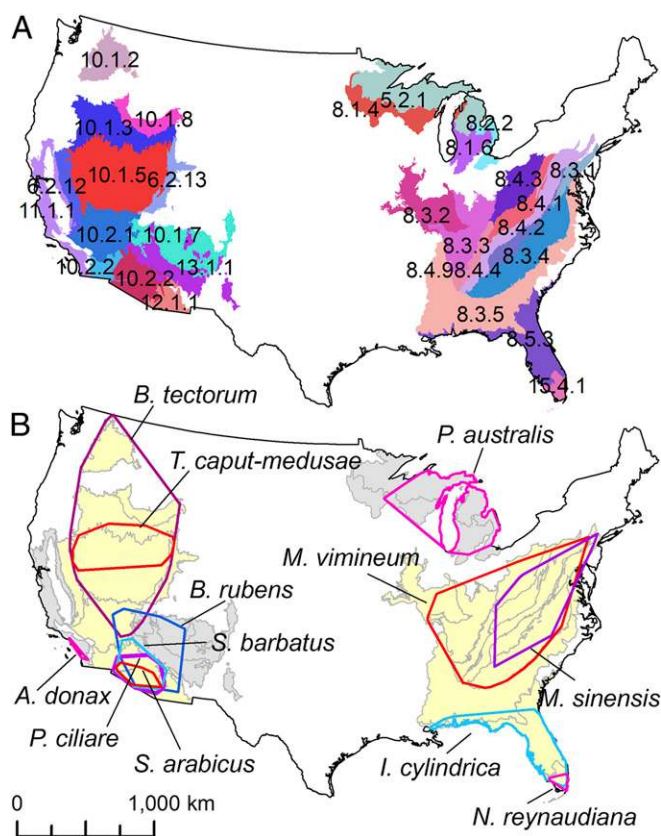 A
10.1.2
5.2.1
8.1.4
8.2.2
10.1.3
10.1.8
8.1.6
8.3.1
8.4.3
10.1.5
6.2.12
6.2.13
8.4.1
8.3.2
11.1.1
8.4.2
10.2.1
10.1.7
8.3.3
8.3.4
10.2.2
10.2.2
13.1.1
8.4.9
8.4.4
12.1.1
8.3.5
8.5.3
15.4.1
B
B. tectorum
P. australis
T. caput-medusae
M. vimineum
B. rubens
S. barbatus
A. donax
M. sinensis
P. ciliare
I. cylindrica
S. arabicus
N. reynaudiana
0 1,000 km